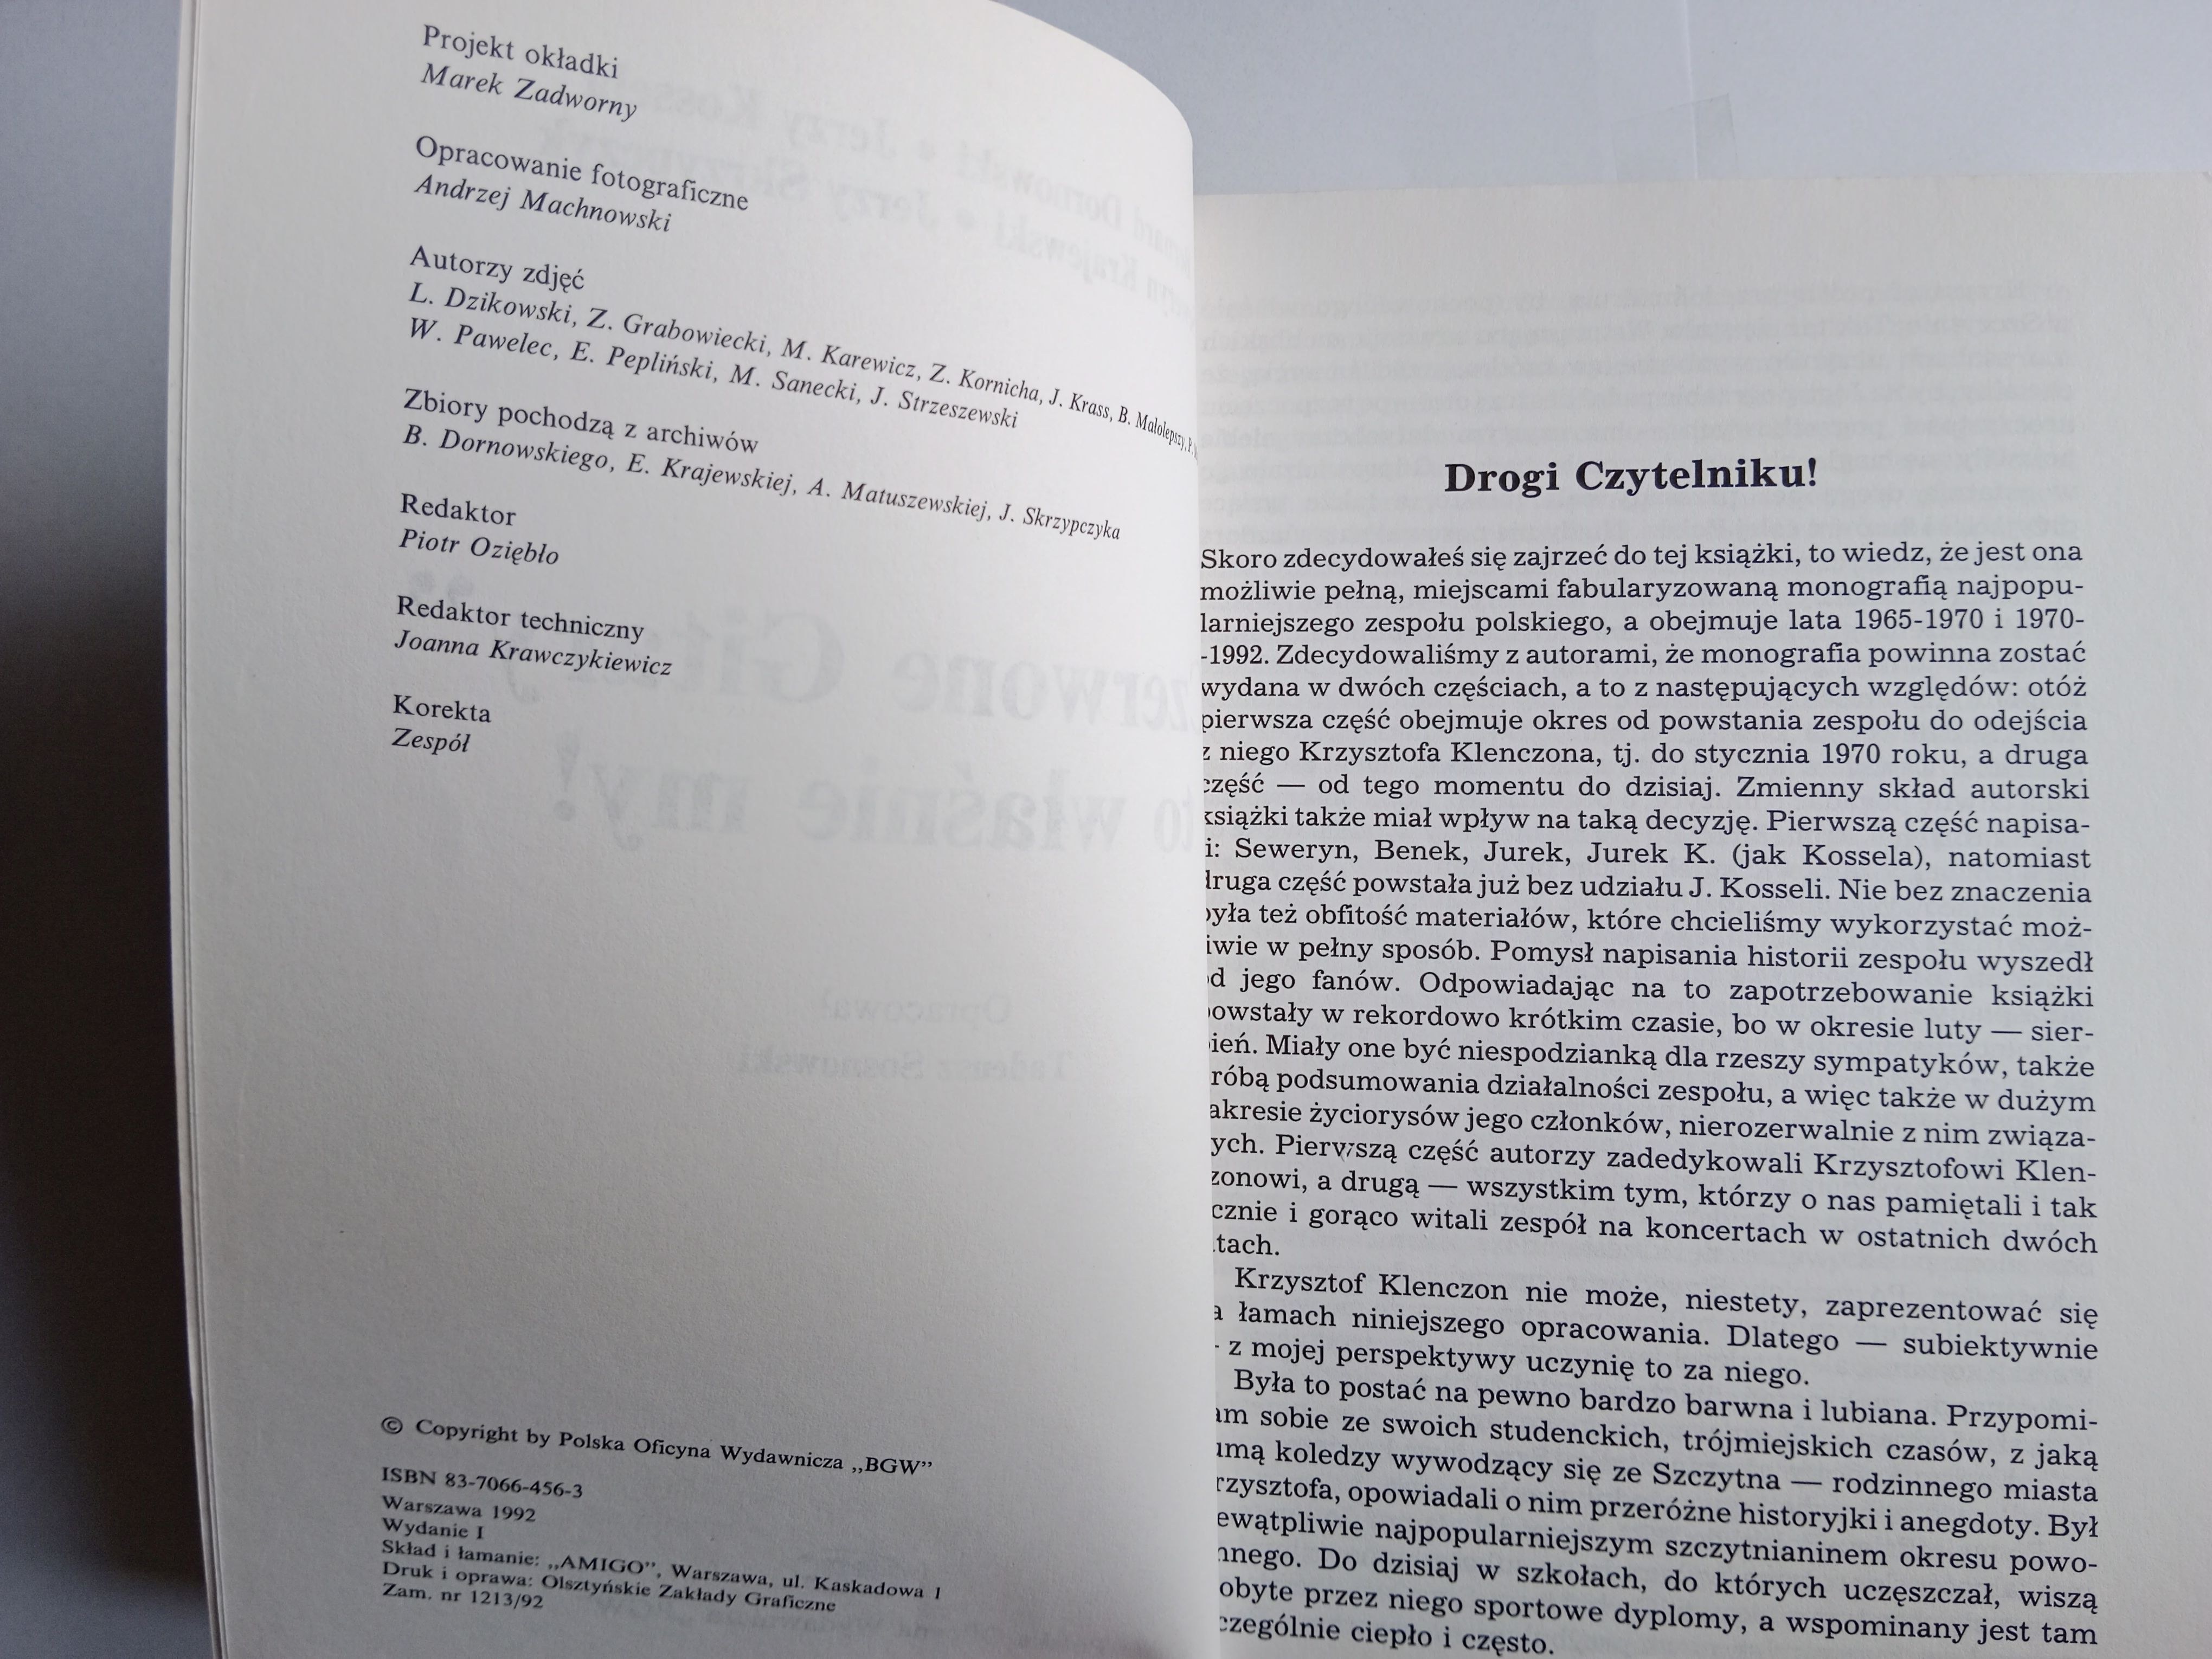 Projekt okładki
Marek Zadworny
Opracowanie fotograficzne
Andrzej Machnowski
Autorzy zdjęć
L. Dzikowski, Z. Grabowiecki, M. Karewicz, Z. Kornicha, J. Krass, B. Małolepszy, P.
W. Pawelec, E. Pepliński, M. Sanecki, J. Strzeszewski
Zbiory pochodzą z archiwów
B. Dornowskiego, E. Krajewskiej, A. Matuszewskiej, J. Skrzypczyka
Redaktor
Piotr Oziębło
Redaktor techniczny
Joanna Krawczykiewicz
Korekta
Zespół
© Copyright by Polska Oficyna Wydawnicza „BGW”
ISBN 83-7066-456-3
Warszawa 1992
Wydanie I
Skład i łamanie: „AMIGO”, Warszawa, ul. Kaskadowa 1
Druk i oprawa: Olsztyńskie Zakłady Graficzne
Zam. nr 1213/92
Drogi Czytelniku!
Skoro zdecydowałeś się zajrzeć do tej książki, to wiedz, że jest ona
możliwie pełną, miejscami fabularyzowaną monografią najpopu-
larniejszego zespołu polskiego, a obejmuje lata 1965-1970 i 1970-
-1992. Zdecydowaliśmy z autorami, że monografia powinna zostać
wydana w dwóch częściach, a to z następujących względów: otóż
pierwsza część obejmuje okres od powstania zespołu do odejścia
z niego Krzysztofa Klenczona, tj. do stycznia 1970 roku, a druga
część — od tego momentu do dzisiaj. Zmienny skład autorski
książki także miał wpływ na taką decyzję. Pierwszą część napisa-
i: Seweryn, Benek, Jurek, Jurek K. (jak Kossela), natomiast
druga część powstała już bez udziału J. Kosseli. Nie bez znaczenia
była też obfitość materiałów, które chcieliśmy wykorzystać moż-
iwie w pełny sposób. Pomysł napisania historii zespołu wyszedł
d jego fanów. Odpowiadając na to zapotrzebowanie książki
powstały w rekordowo krótkim czasie, bo w okresie luty — sier-
ień. Miały one być niespodzianką dla rzeszy sympatyków, także
róbą podsumowania działalności zespołu, a więc także w dużym
akresie życiorysów jego członków, nierozerwalnie z nim związa-
ych. Pierwszą część autorzy zadedykowali Krzysztofowi Klen-
zonowi, a drugą — wszystkim tym, którzy o nas pamiętali i tak
cznie i gorąco witali zespół na koncertach w ostatnich dwóch
tach.
Krzysztof Klenczon nie może, niestety, zaprezentować się
a łamach niniejszego opracowania. Dlatego — subiektywnie
- z mojej perspektywy uczynię to za niego.
Była to postać na pewno bardzo barwna i lubiana. Przypomi-
am sobie ze swoich studenckich, trójmiejskich czasów, z jaką
umą koledzy wywodzący się ze Szczytna — rodzinnego miasta
rzysztofa, opowiadali o nim przeróżne historyjki i anegdoty. Był
ewątpliwie najpopularniejszym szczytnianinem okresu powo-
nnego. Do dzisiaj w szkołach, do których uczęszczał, wiszą
obyte przez niego sportowe dyplomy, a wspominany jest tam
czególnie ciepło i często.